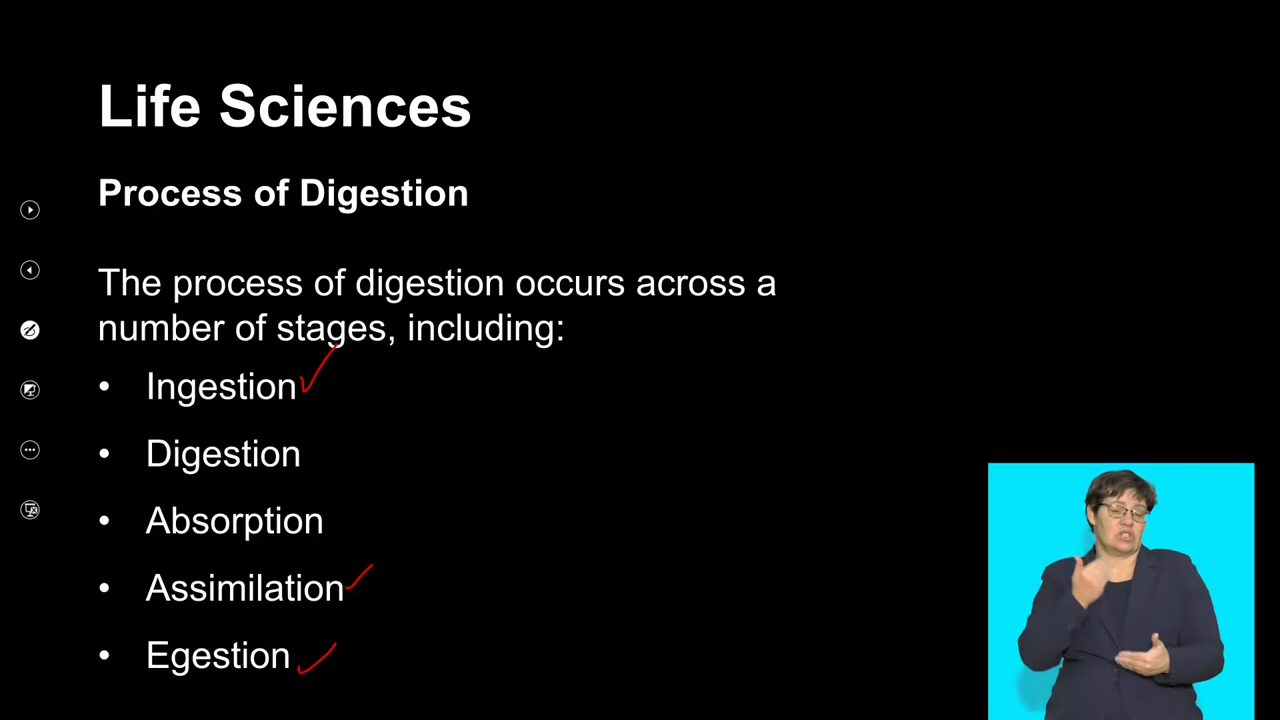 Life Sciences
Process of Digestion
The process of digestion occurs across a
number of stages, including:
• Ingestion
• Digestion
• Absorption
• Assimilation
• Egestion